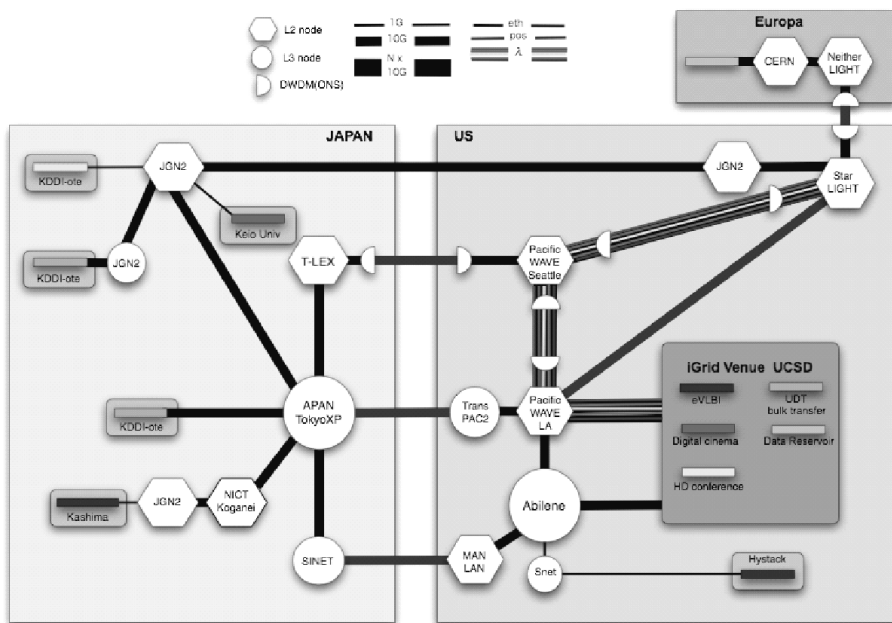 L2 node
L3 node
DWDM(ONS)
1G
10G
N x
10G
eth
pos
λ
Europa
CERN
Neither
LIGHT
JAPAN
US
KDDI-ote
JGN2
Keio Univ
KDDI-ote
JGN2
JGN2
Star
LIGHT
T-LEX
Pacific
WAVE
Seattle
KDDI-ote
APAN
TokyoXP
Trans
PAC2
Pacific
WAVE
LA
iGrid Venue UCSD
eVLBI
UDT
bulk transfer
Digital cinema
Data Reservoir
HD conference
Kashima
JGN2
NICT
Koganei
Abilene
SINET
MAN
LAN
Snet
Hystack